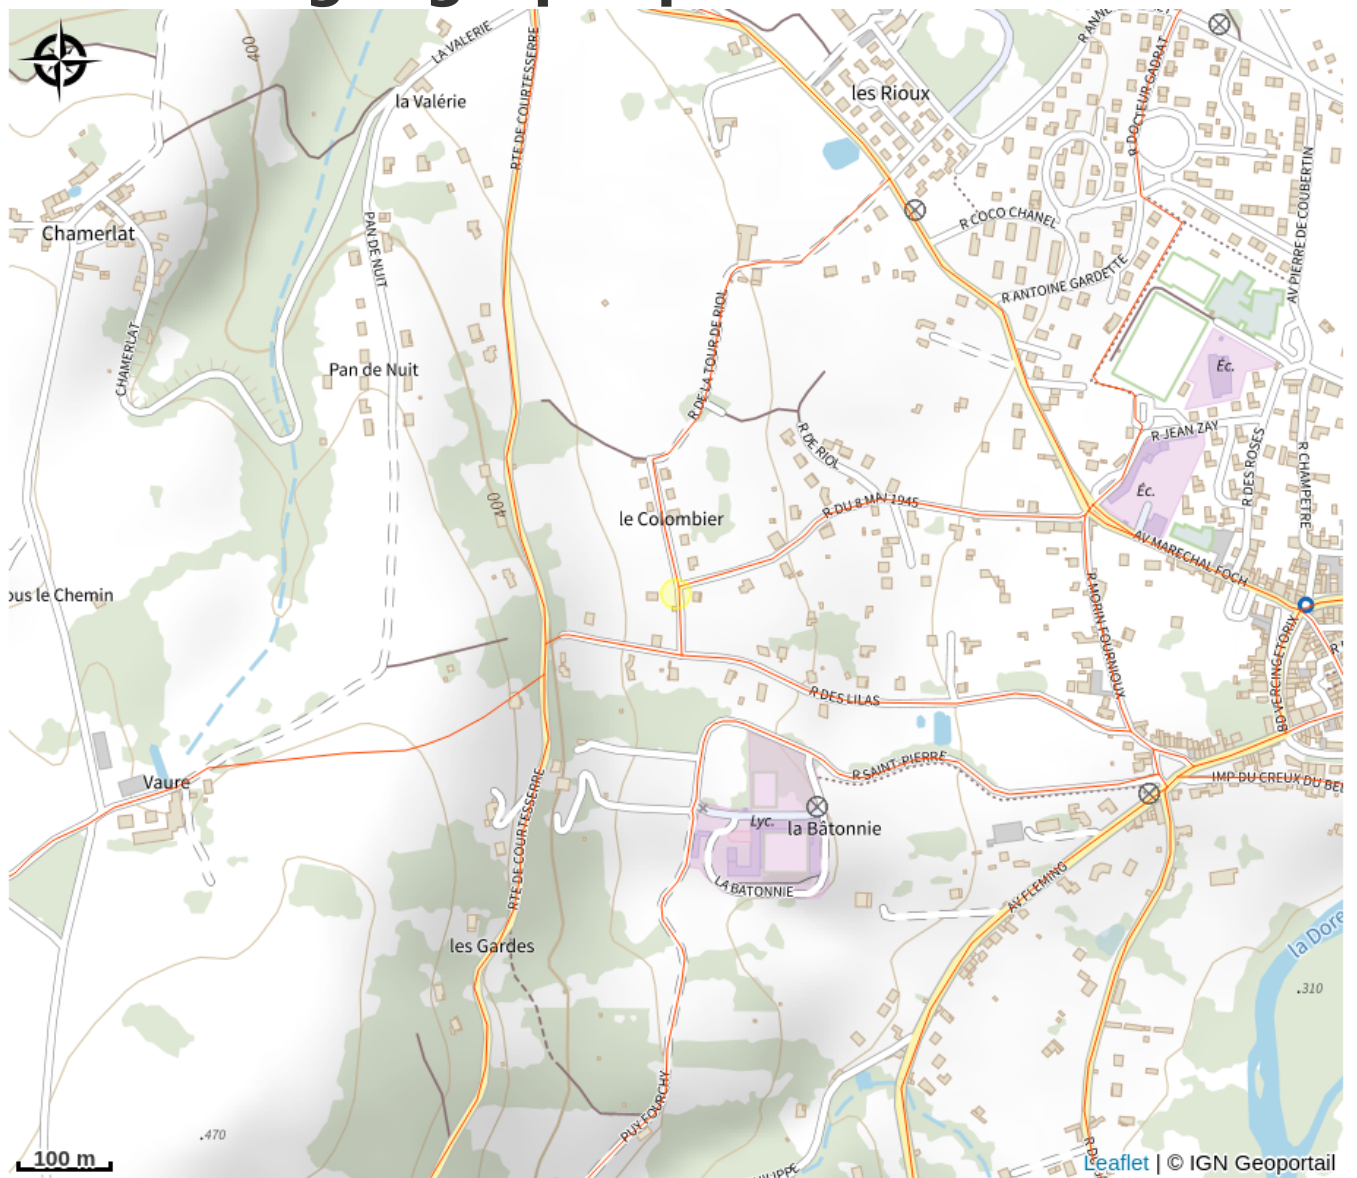 LA VALERIE
400
RTE DE COURTESSERRE
R DOCTEUR GADRAT
la Valérie
les Rioux
AV PIERRE DE COUBERTIN
Chamerlat
PAN DE NUIT
R COCO CHANEL
R ANTOINE GARDETTE
CHAMERLAT
R DE LA TOUR DE RIOL
Pan de Nuit
Éc.
R DE RIOL
R JEAN ZAY
R DES ROSES
R CHAMPETRE
400
Éc.
R DU 8 MAI 1945
le Colombier
AV MARECHAL FOCH
ous le Chemin
R MORIN FOURNIOUX
BD VERCINGETORIX
R DES LILAS
R SAINT-PIERRE
Vaure
IMP DU CREUX DU BE
RTE DE COURTESSERRE
Lyc.
la Bâtonnie
LA BATONNIE
AV FLEMING
les Gardes
la Dore
.310
PUY FOURCHY
.470
100 m
Leaflet | © IGN Geoportail